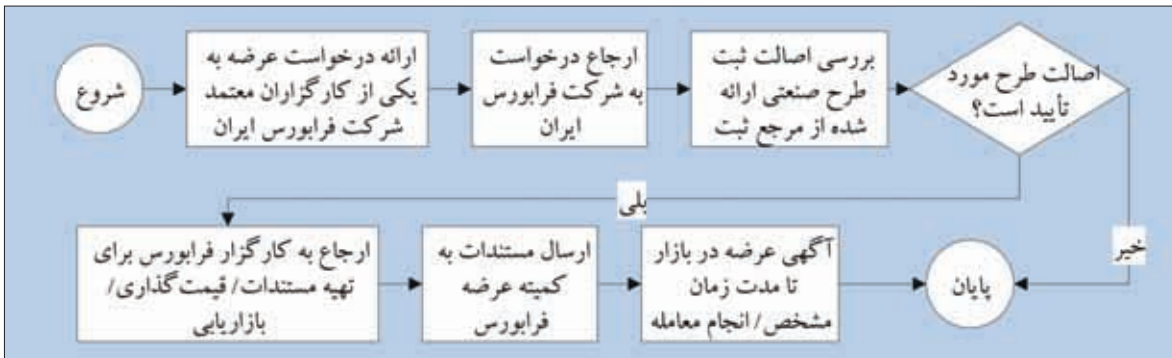 شروع
ارائه درخواست عرضه به
یکی از کارگزاران معتمد
شرکت فرابورس ایران
ارجاع درخواست
به شرکت فرابورس
ایران
بررسی اصالت ثبت
طرح صنعتی ارائه
شده از مرجع ثبت
اصالت طرح مورد
تأیید است؟
بلی
خیر
ارجاع به کارگزار فرابورس برای
تهیه مستندات/ قیمت‌گذاری/
بازاریابی
ارسال مستندات به
کمیته عرضه
فرابورس
آگهی عرضه در بازار
تا مدت زمان
مشخص/ انجام معامله
پایان